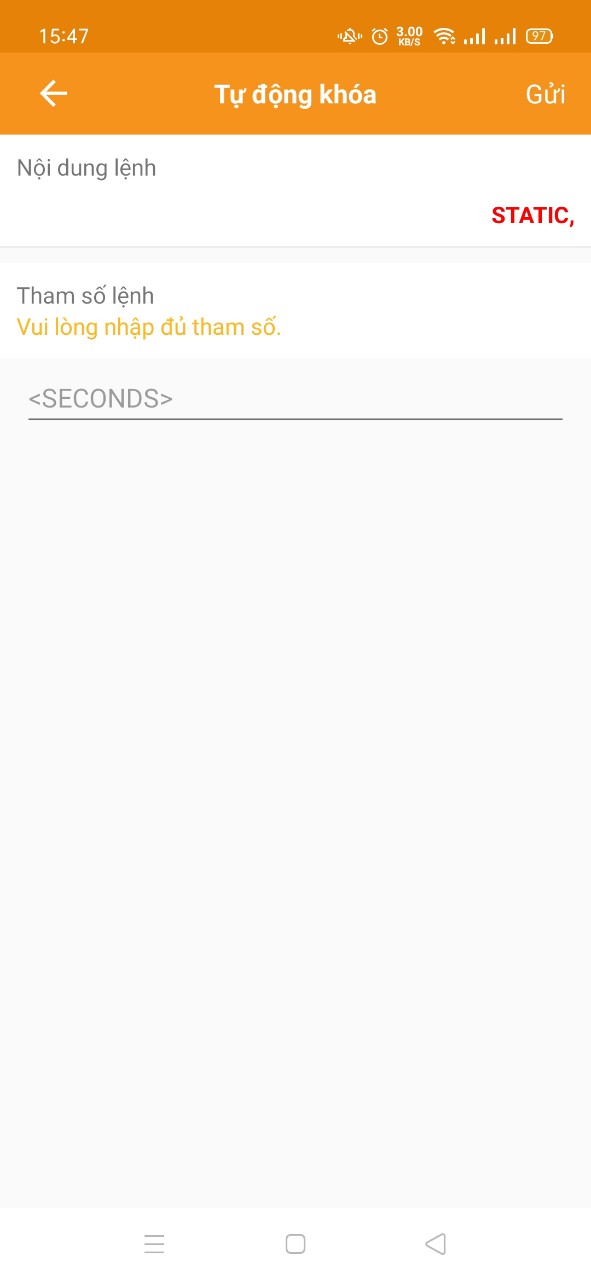 15:47
3.00
KB/S
97
Tự động khóa
Gửi
Nội dung lệnh
STATIC,
Tham số lệnh
Vui lòng nhập đủ tham số.
<SECONDS>